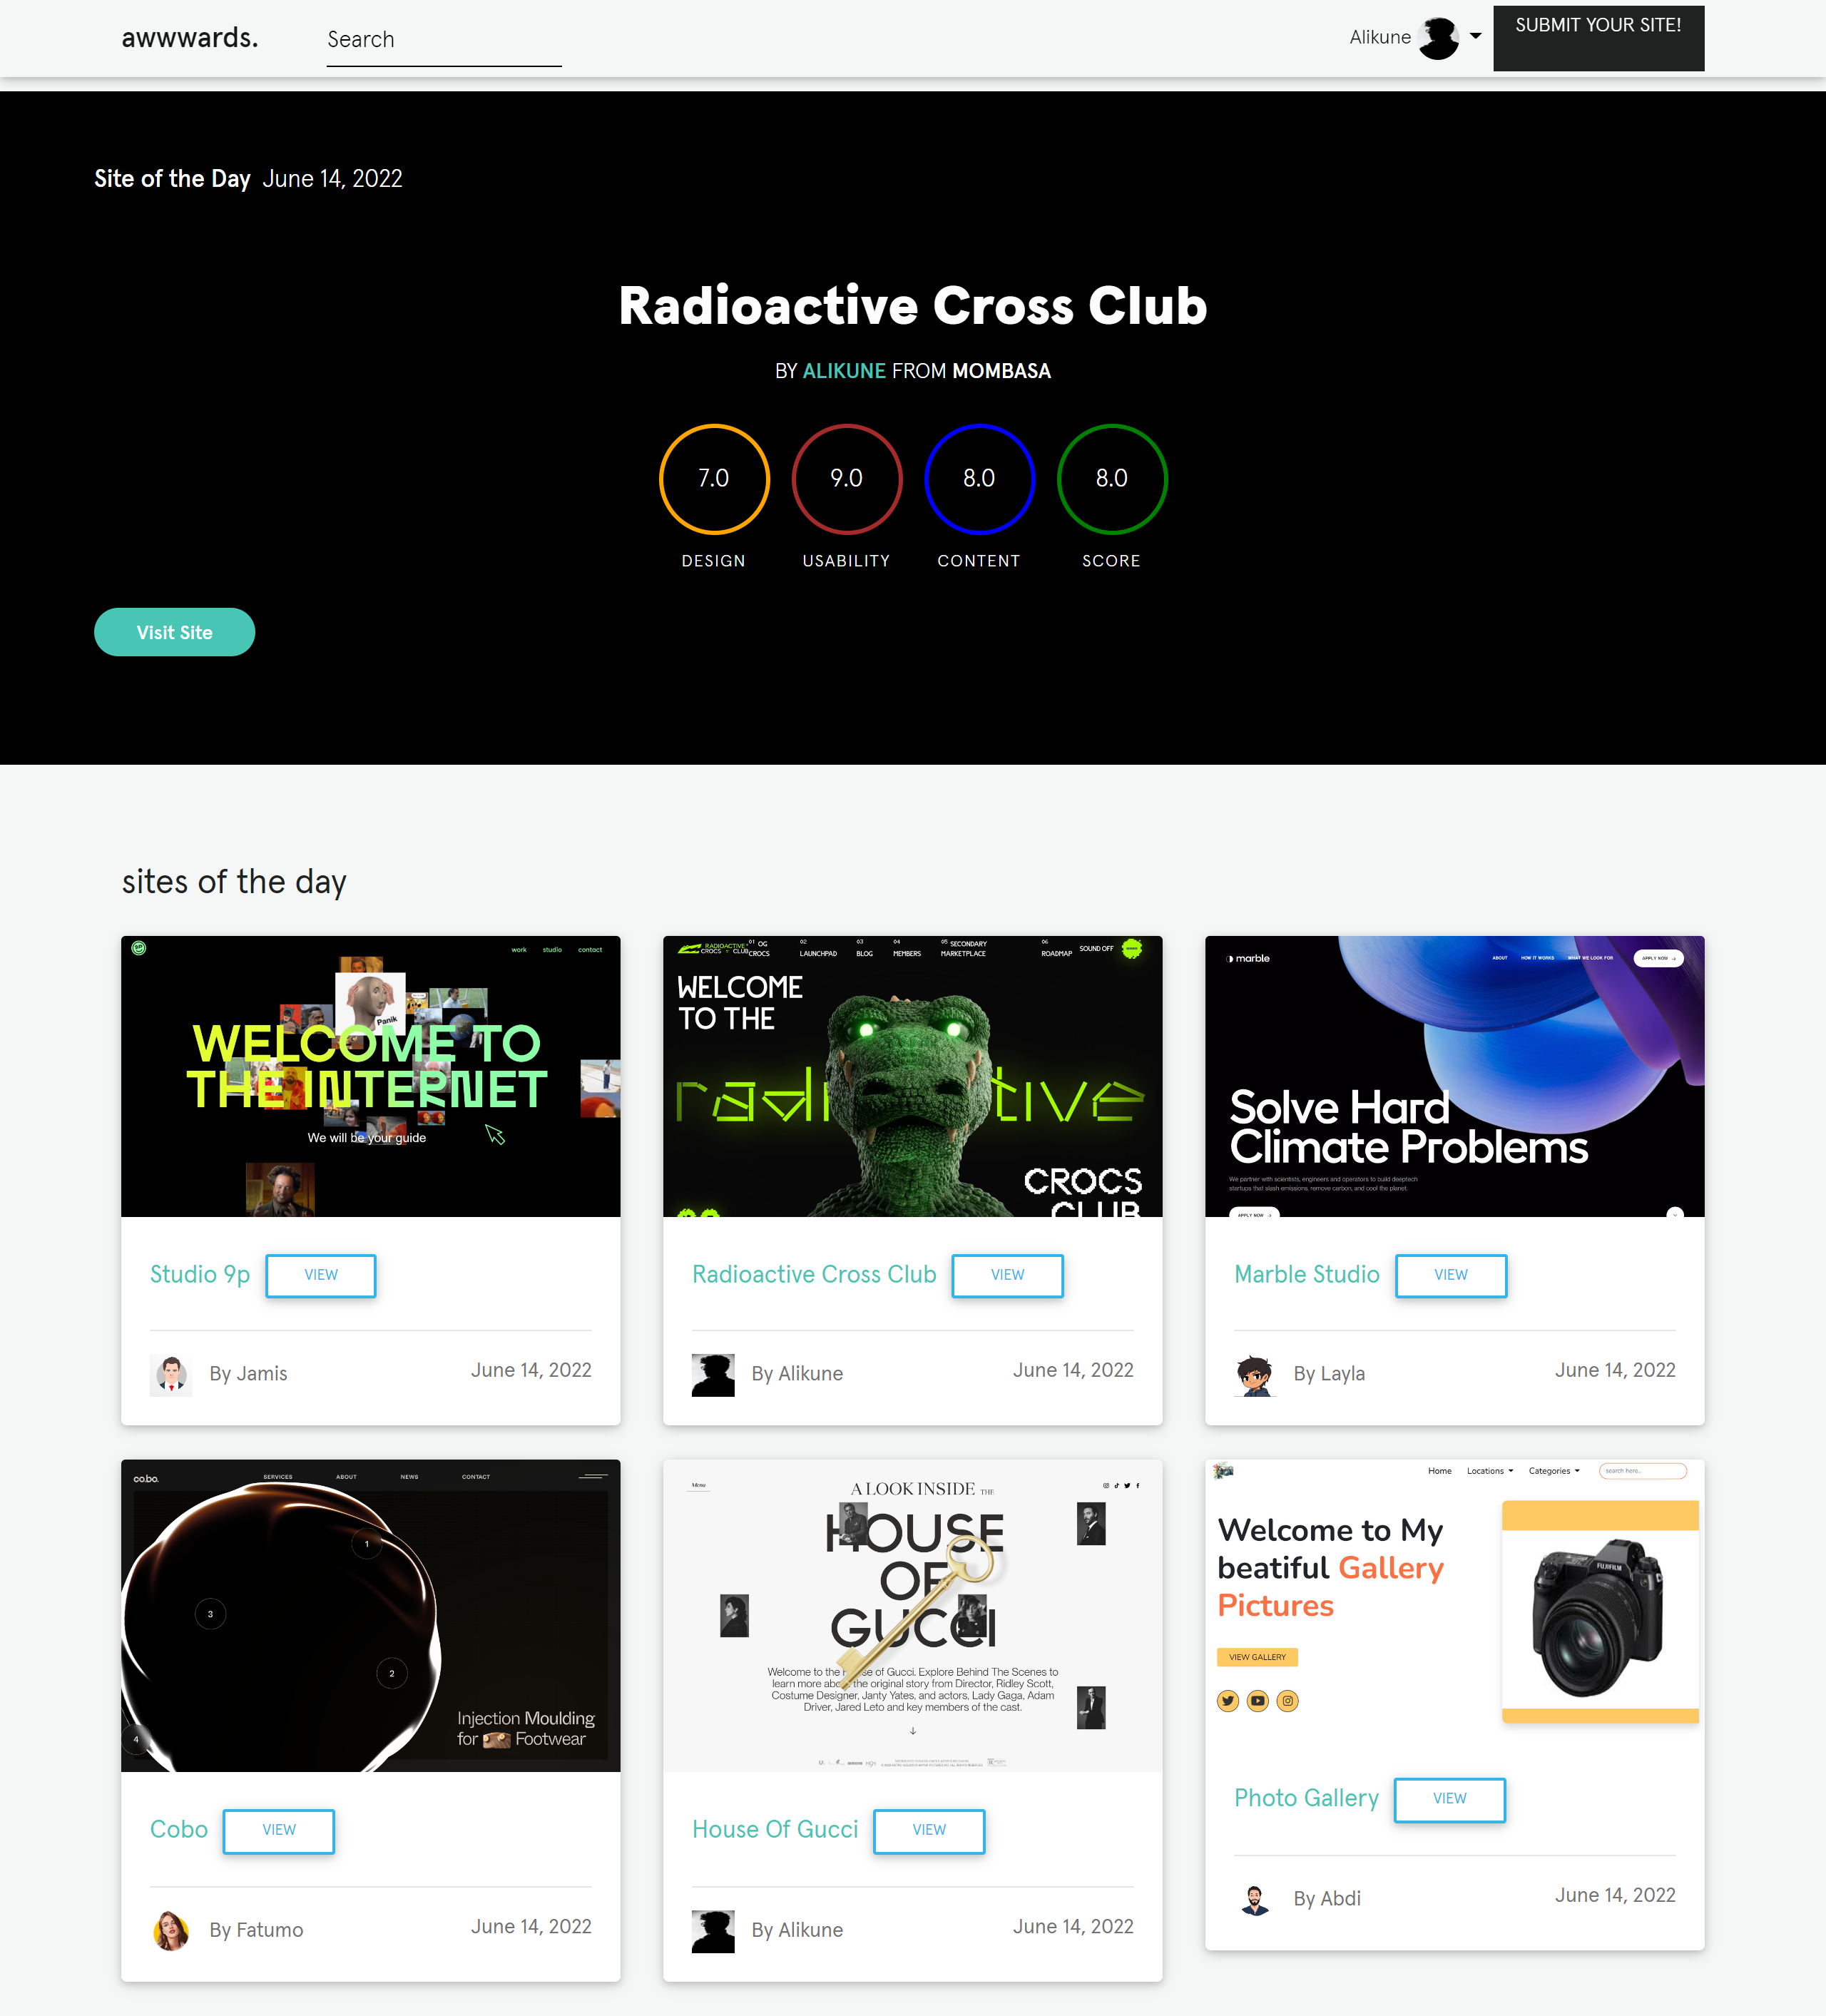 awwwards.
Search
Alikune
SUBMIT YOUR SITE!
Site of the Day June 14, 2022
Radioactive Cross Club
BY ALIKUNE FROM MOMBASA
7.0
9.0
8.0
8.0
DESIGN
USABILITY
CONTENT
SCORE
Visit Site
sites of the day
work studio contact
Panik
WELCOME TO
THE INTERNET
We will be your guide
Studio 9p
VIEW
By Jamis
June 14, 2022
RADIOACTIVE
CROCS CLUB
01 OG
CROCS
02
LAUNCHPAD
03
BLOG
04
MEMBERS
05 SECONDARY
MARKETPLACE
06
ROADMAP
SOUND OFF
WELCOME
TO THE
radi tive
CROCS
CLUB
Radioactive Cross Club
VIEW
By Alikune
June 14, 2022
marble
ABOUT HOW IT WORKS WHAT WE LOOK FOR
APPLY NOW →
Solve Hard
Climate Problems
We partner with scientists, engineers and operators to build deeptech
startups that slash emissions, remove carbon, and cool the planet.
APPLY NOW →
Marble Studio
VIEW
By Layla
June 14, 2022
co.bo.
SERVICES ABOUT NEWS CONTACT
1
3
2
4
Injection Moulding
for Footwear
Cobo
VIEW
By Fatumo
June 14, 2022
Menu
A LOOK INSIDE THE
HOUSE
OF
GUCCI
Welcome to the House of Gucci. Explore Behind The Scenes to
learn more about the original story from Director, Ridley Scott,
Costume Designer, Janty Yates, and actors, Lady Gaga, Adam
Driver, Jared Leto and key members of the cast.
House Of Gucci
VIEW
By Alikune
June 14, 2022
Home Locations Categories
search here..
Welcome to My
beatiful Gallery
Pictures
FUJIFILM
VIEW GALLERY
Photo Gallery
VIEW
By Abdi
June 14, 2022